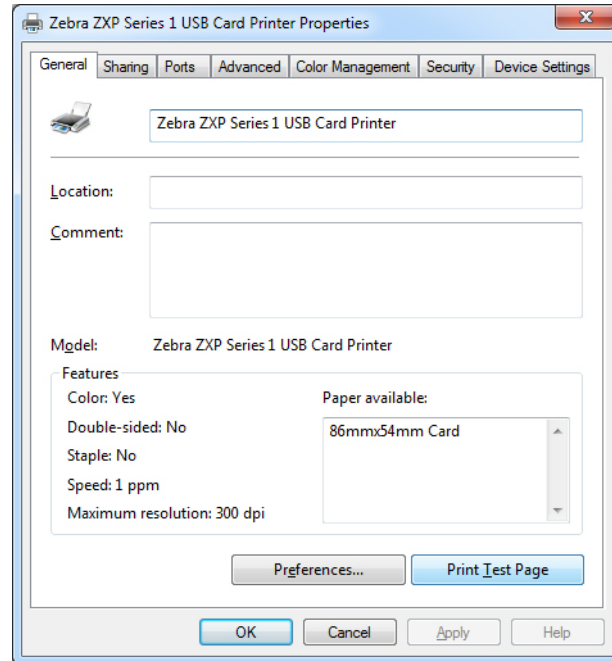 Zebra ZXP Series 1 USB Card Printer Properties
General Sharing Ports Advanced Color Management Security Device Settings
Zebra ZXP Series 1 USB Card Printer
Location:
Comment:
Model: Zebra ZXP Series 1 USB Card Printer
Features
Color: Yes Paper available:
Double-sided: No 86mmx54mm Card
Staple: No
Speed: 1 ppm
Maximum resolution: 300 dpi
Preferences... Print Test Page
OK Cancel Apply Help